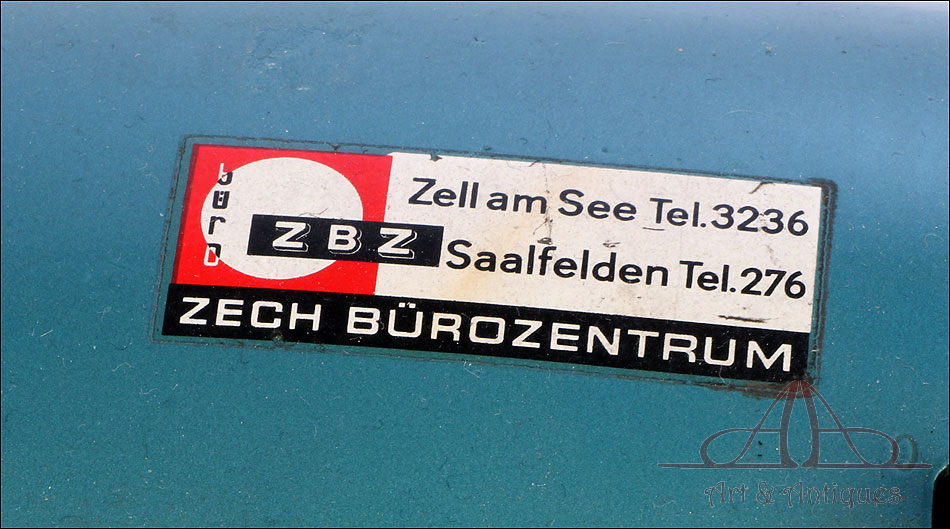 büro
ZBZ
Zell am See Tel.3236
Saalfelden Tel.276
ZECH BÜROZENTRUM
Art & Antiques